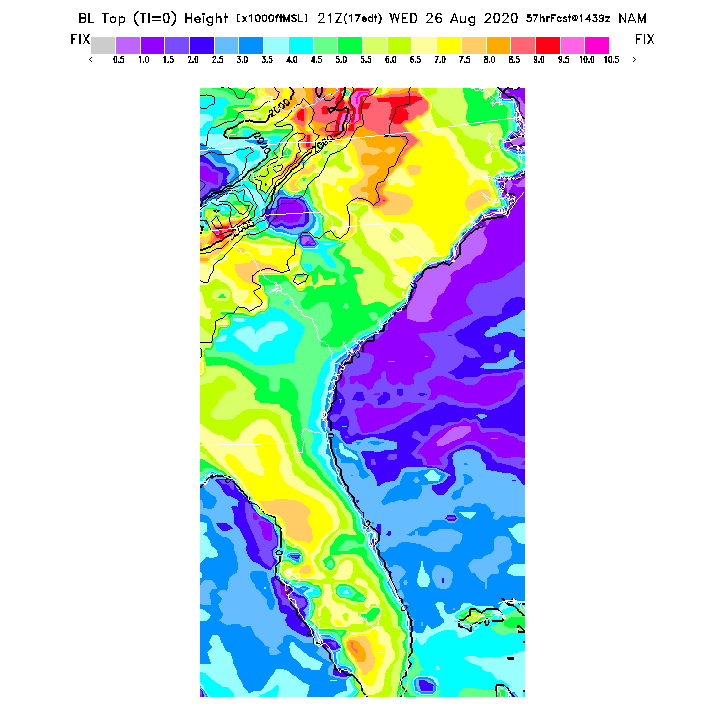 BL Top (TI=0) Height [x1000ftMSL] 21Z(17edt) WED 26 Aug 2020 57hrFcst@1439z NAM
FIX FIX
< 0.5 1.0 1.5 2.0 2.5 3.0 3.5 4.0 4.5 5.0 5.5 6.0 6.5 7.0 7.5 8.0 8.5 9.0 9.5 10.0 10.5 >
2000
2000
2000